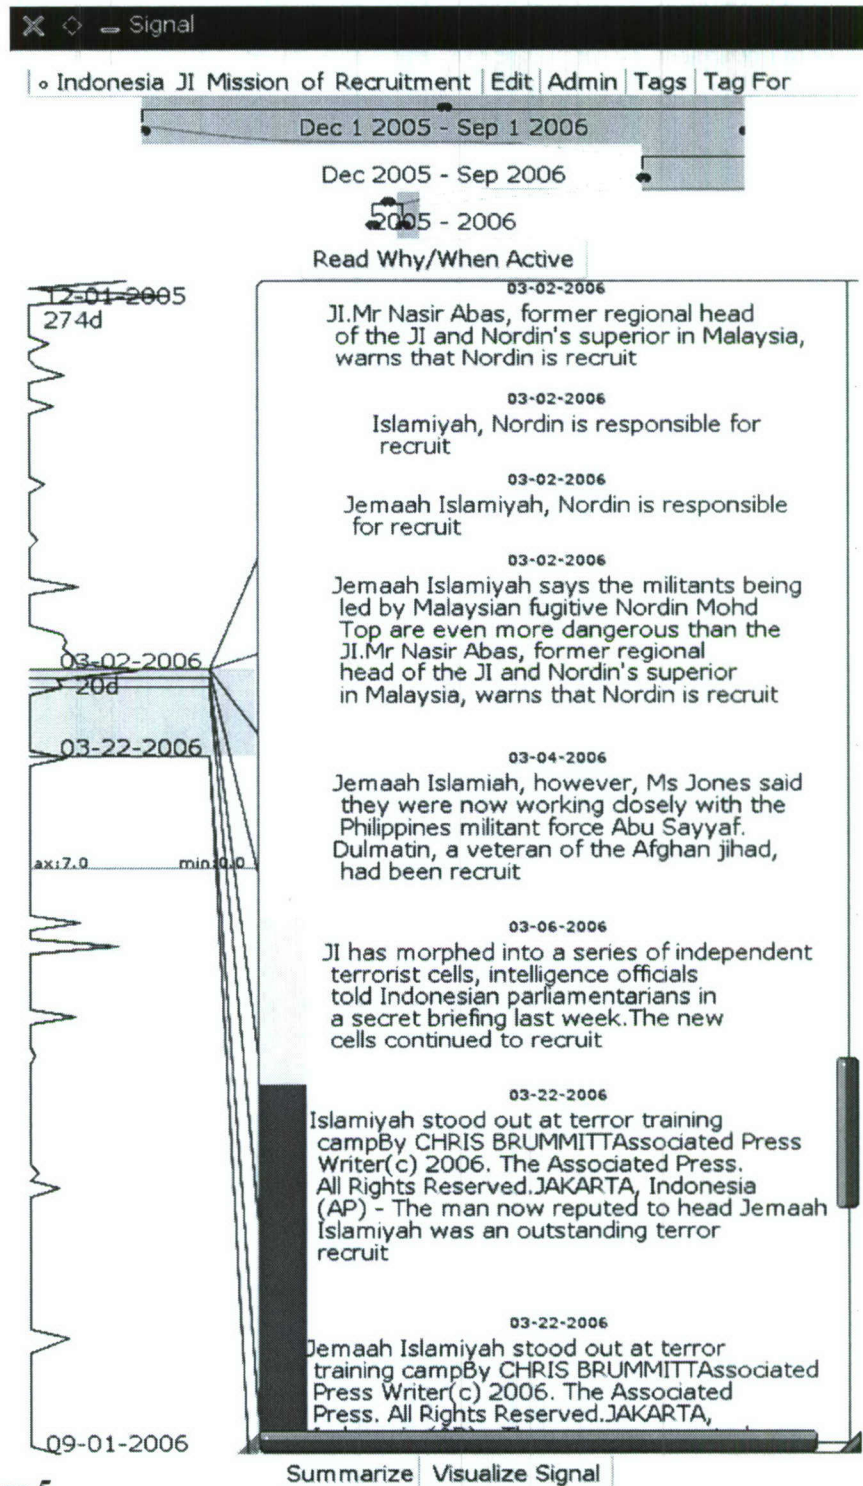 Signal
Indonesia JI Mission of Recruitment Edit Admin Tags Tag For
Dec 1 2005 - Sep 1 2006
Dec 2005 - Sep 2006
2005 - 2006
Read Why/When Active
12-01-2005
274d
03-02-2006
20d
03-22-2006
ax:7.0 min:0.0
09-01-2006
03-02-2006
JI.Mr Nasir Abas, former regional head
of the JI and Nordin's superior in Malaysia,
warns that Nordin is recruit
03-02-2006
Islamiyah, Nordin is responsible for
recruit
03-02-2006
Jemaah Islamiyah, Nordin is responsible
for recruit
03-02-2006
Jemaah Islamiyah says the militants being
led by Malaysian fugitive Nordin Mohd
Top are even more dangerous than the
JI.Mr Nasir Abas, former regional
head of the JI and Nordin's superior
in Malaysia, warns that Nordin is recruit
03-04-2006
Jemaah Islamiah, however, Ms Jones said
they were now working closely with the
Philippines militant force Abu Sayyaf.
Dulmatin, a veteran of the Afghan jihad,
had been recruit
03-06-2006
JI has morphed into a series of independent
terrorist cells, intelligence officials
told Indonesian parliamentarians in
a secret briefing last week.The new
cells continued to recruit
03-22-2006
Islamiyah stood out at terror training
campBy CHRIS BRUMMITTAssociated Press
Writer(c) 2006. The Associated Press.
All Rights Reserved.JAKARTA, Indonesia
(AP) - The man now reputed to head Jemaah
Islamiyah was an outstanding terror
recruit
03-22-2006
Jemaah Islamiyah stood out at terror
training campBy CHRIS BRUMMITTAssociated
Press Writer(c) 2006. The Associated
Press. All Rights Reserved.JAKARTA,
Summarize Visualize Signal